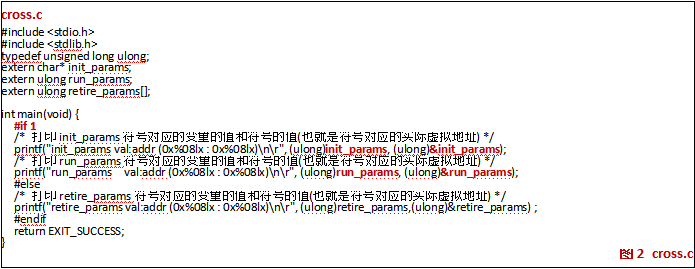 cross.c
#include <stdio.h>
#include <stdlib.h>
typedef unsigned long ulong;
extern char* init_params;
extern ulong run_params;
extern ulong retire_params[];
int main(void) {
#if 1
/* 打印 init_params 符号对应的变量的值和符号的值(也就是符号对应的实际虚拟地址) */
printf("init_params val:addr (0x%08lx : 0x%08lx)\n\r", (ulong)init_params, (ulong)&init_params);
/* 打印 run_params 符号对应的变量的值和符号的值(也就是符号对应的实际虚拟地址) */
printf("run_params val:addr (0x%08lx : 0x%08lx)\n\r", (ulong)run_params, (ulong)&run_params);
#else
/* 打印 retire_params 符号对应的变量的值和符号的值(也就是符号对应的实际虚拟地址) */
printf("retire_params val:addr (0x%08lx : 0x%08lx)\n\r", (ulong)retire_params,(ulong)&retire_params) ;
#endif
return EXIT_SUCCESS;
}
图 2 cross.c